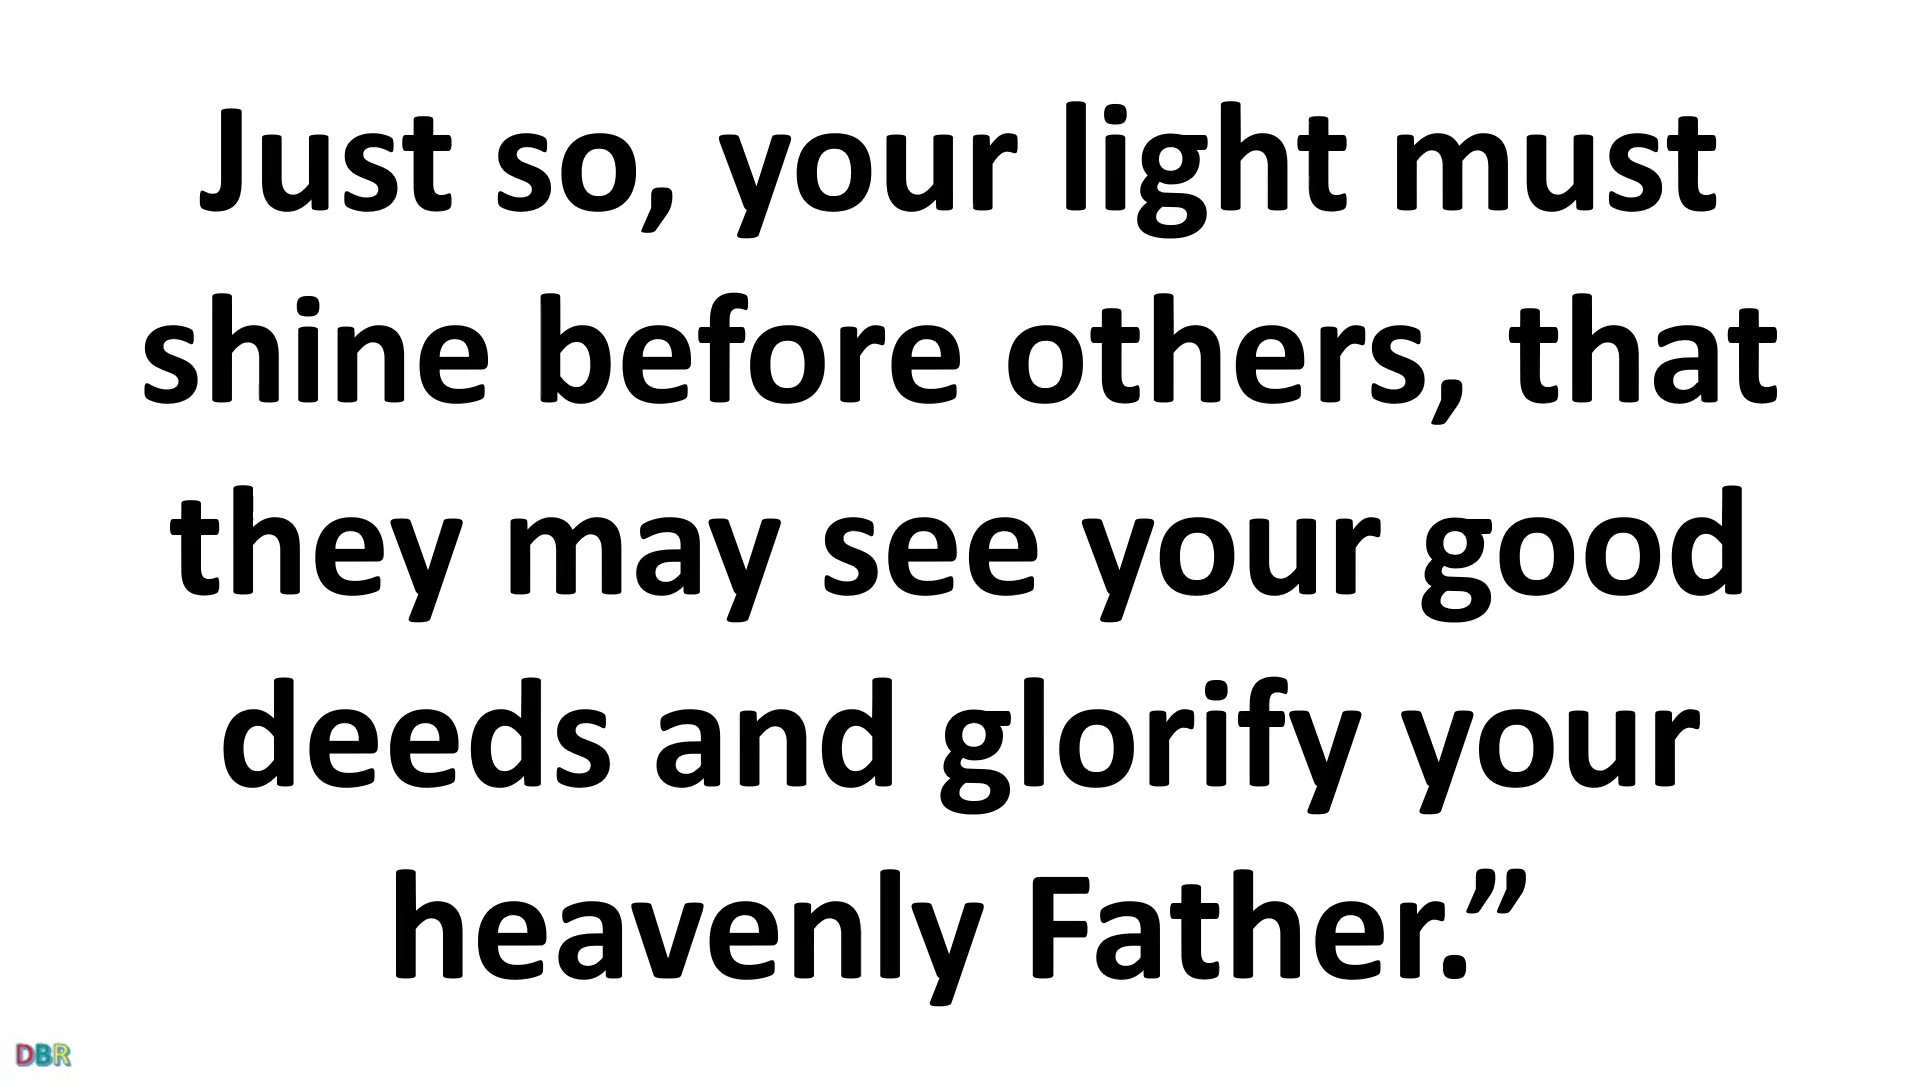 Just so, your light must
shine before others, that
they may see your good
deeds and glorify your
heavenly Father.”
DBR